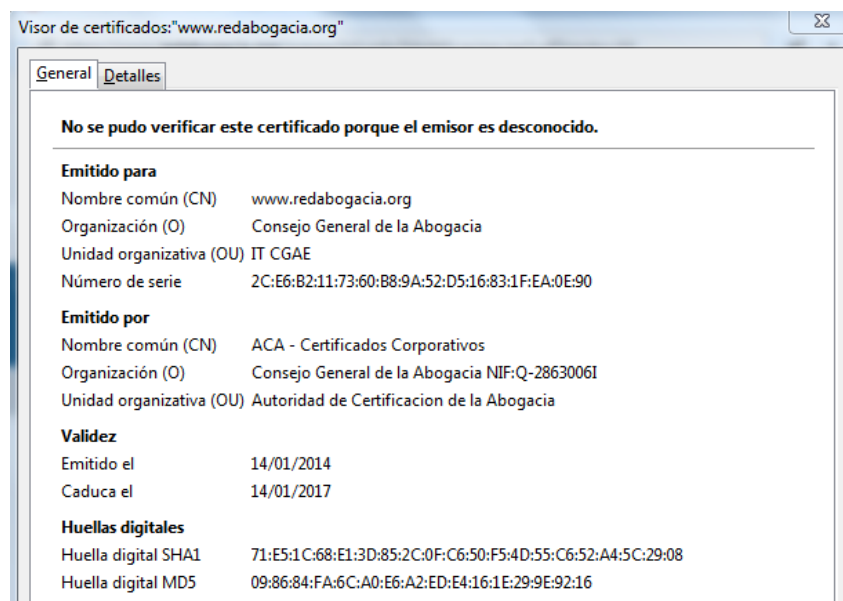 Visor de certificados:"www.redabogacia.org"
General Detalles
No se pudo verificar este certificado porque el emisor es desconocido.
Emitido para
Nombre común (CN) www.redabogacia.org
Organización (O) Consejo General de la Abogacia
Unidad organizativa (OU) IT CGAE
Número de serie 2C:E6:B2:11:73:60:B8:9A:52:D5:16:83:1F:EA:0E:90
Emitido por
Nombre común (CN) ACA - Certificados Corporativos
Organización (O) Consejo General de la Abogacia NIF:Q-2863006I
Unidad organizativa (OU) Autoridad de Certificacion de la Abogacia
Validez
Emitido el 14/01/2014
Caduca el 14/01/2017
Huellas digitales
Huella digital SHA1 71:E5:1C:68:E1:3D:85:2C:0F:C6:50:F5:4D:55:C6:52:A4:5C:29:08
Huella digital MD5 09:86:84:FA:6C:A0:E6:A2:ED:E4:16:1E:29:9E:92:16